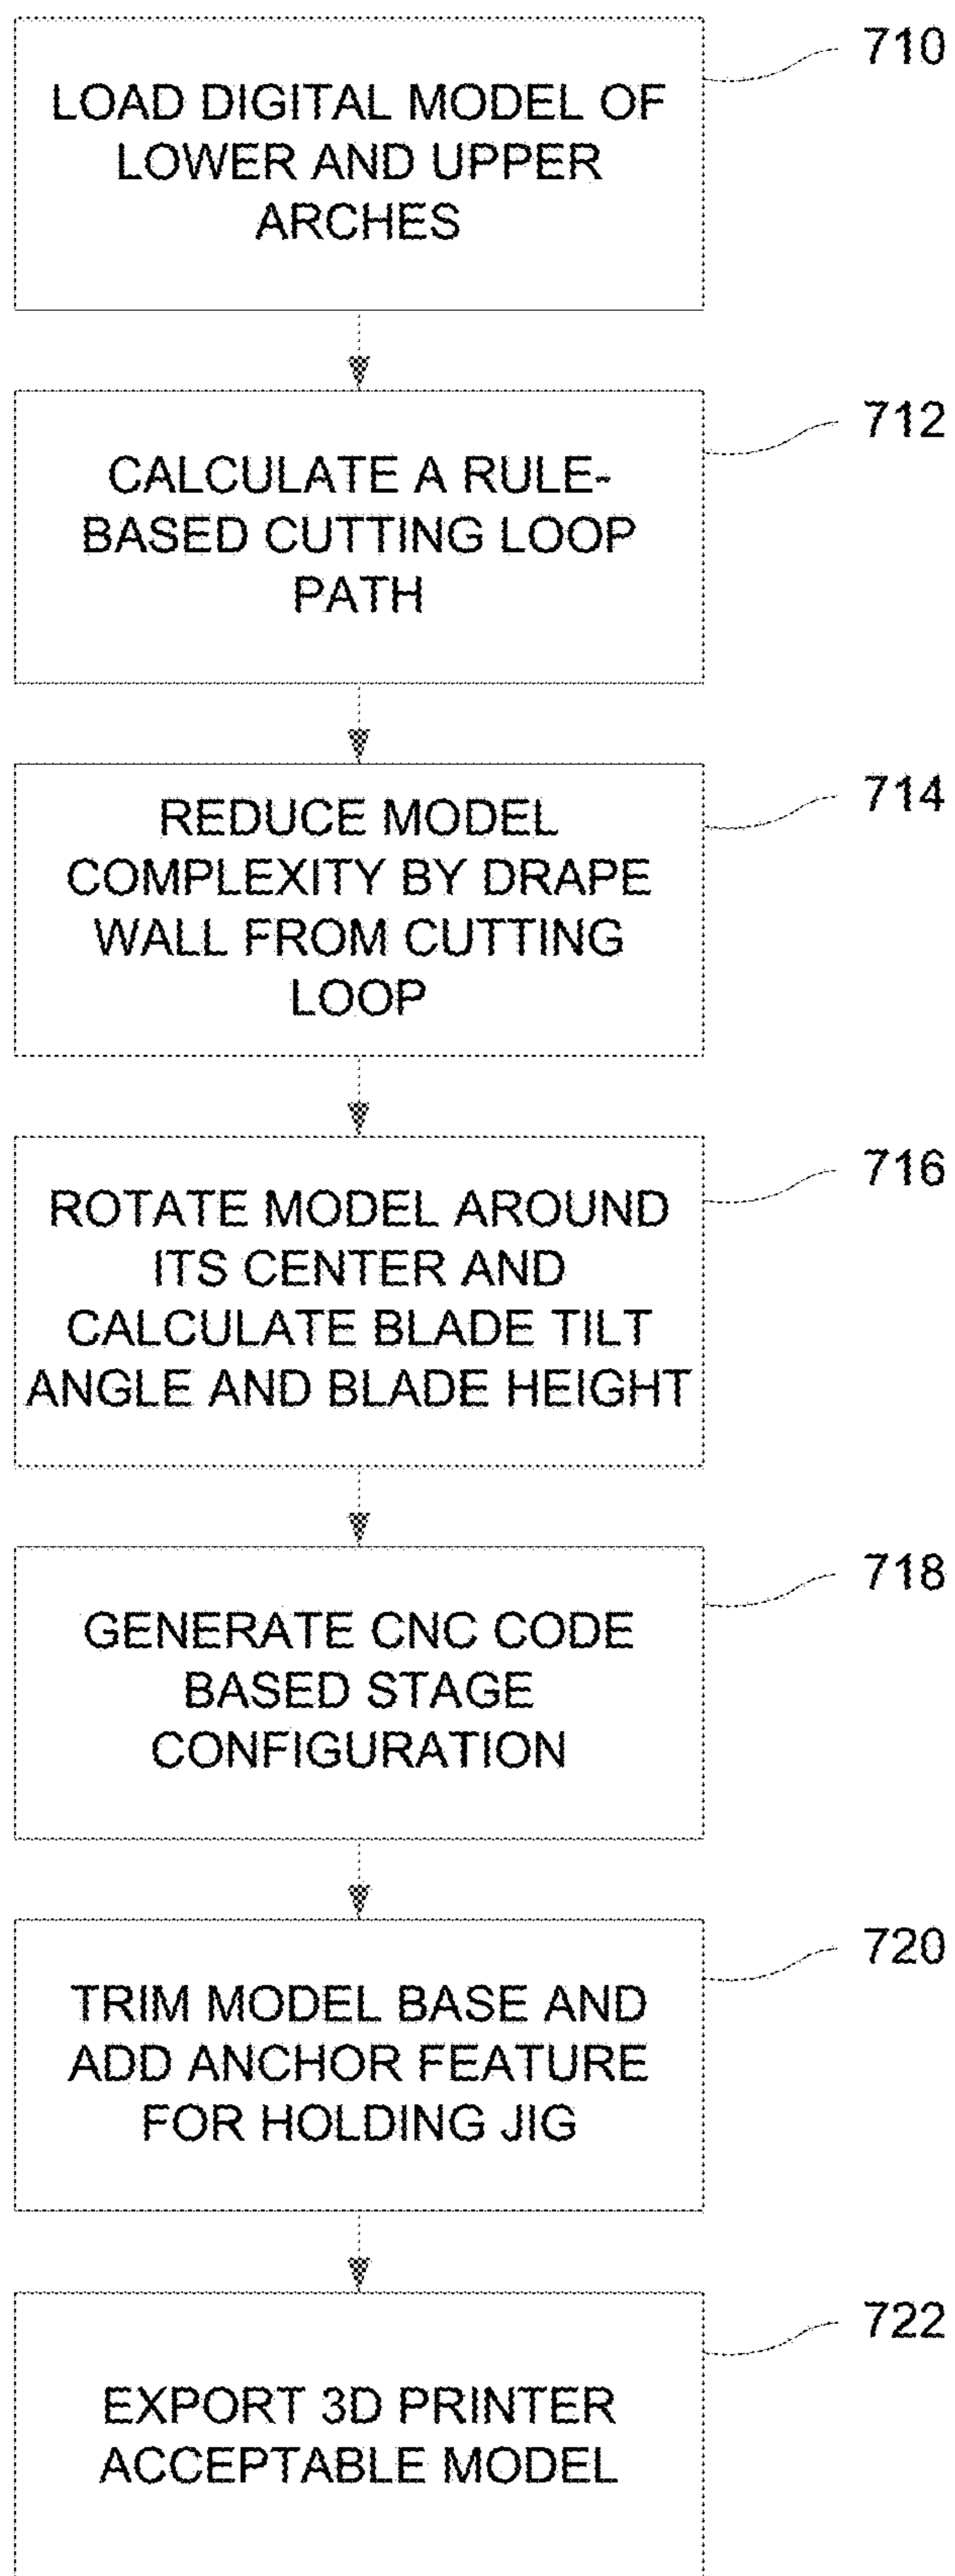 710
LOAD DIGITAL MODEL OF
LOWER AND UPPER
ARCHES
712
CALCULATE A RULE-
BASED CUTTING LOOP
PATH
714
REDUCE MODEL
COMPLEXITY BY DRAPE
WALL FROM CUTTING
LOOP
716
ROTATE MODEL AROUND
ITS CENTER AND
CALCULATE BLADE TILT
ANGLE AND BLADE HEIGHT
718
GENERATE CNC CODE
BASED STAGE
CONFIGURATION
720
TRIM MODEL BASE AND
ADD ANCHOR FEATURE
FOR HOLDING JIG
722
EXPORT 3D PRINTER
ACCEPTABLE MODEL